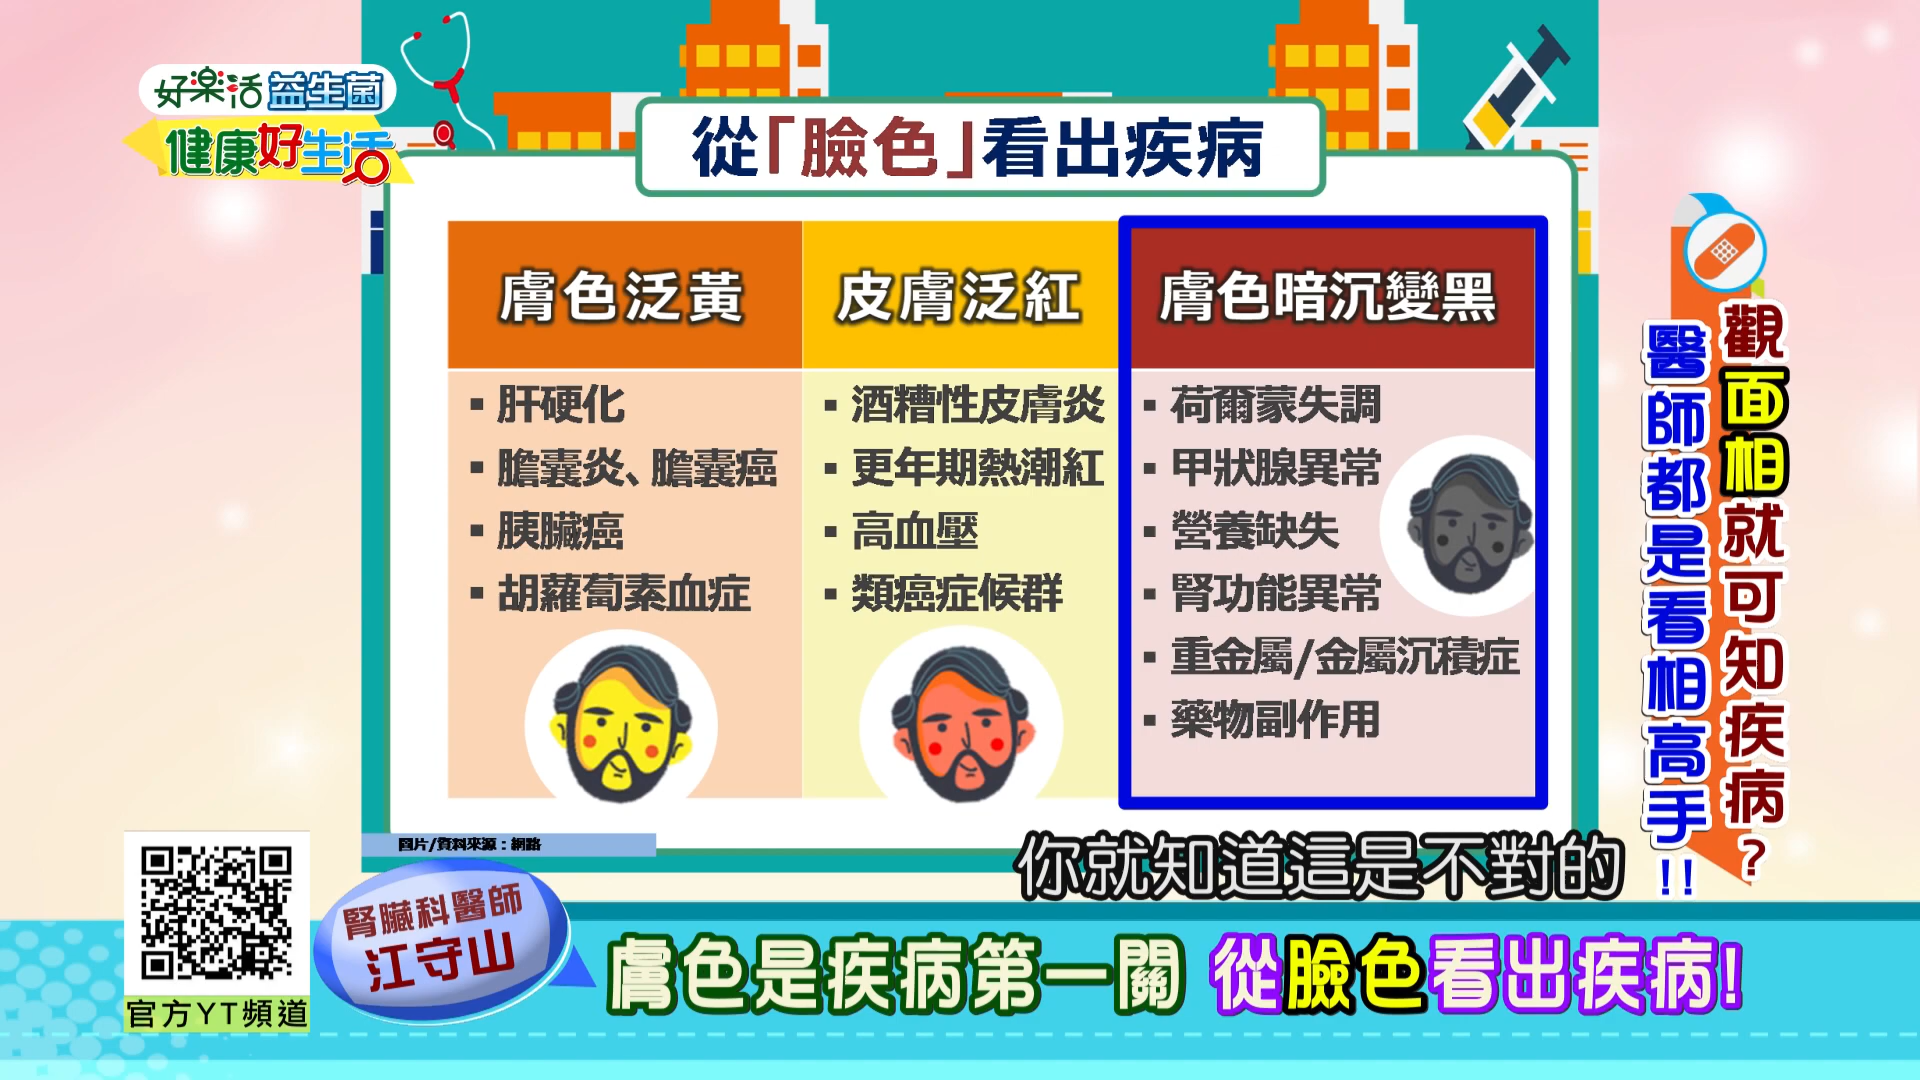 好樂活益生菌
健康好生活
從「臉色」看出疾病
膚色泛黃
▪ 肝硬化
▪ 膽囊炎、膽囊癌
▪ 胰臟癌
▪ 胡蘿蔔素血症
皮膚泛紅
▪ 酒糟性皮膚炎
▪ 更年期熱潮紅
▪ 高血壓
▪ 類癌症候群
膚色暗沉變黑
▪ 荷爾蒙失調
▪ 甲狀腺異常
▪ 營養缺失
▪ 腎功能異常
▪ 重金屬/金屬沉積症
▪ 藥物副作用
觀面相就可知疾病?
醫師都是看相高手!!
圖片/資料來源：網路
你就知道這是不對的
官方YT頻道
腎臟科醫師
江守山
膚色是疾病第一關 從臉色看出疾病!